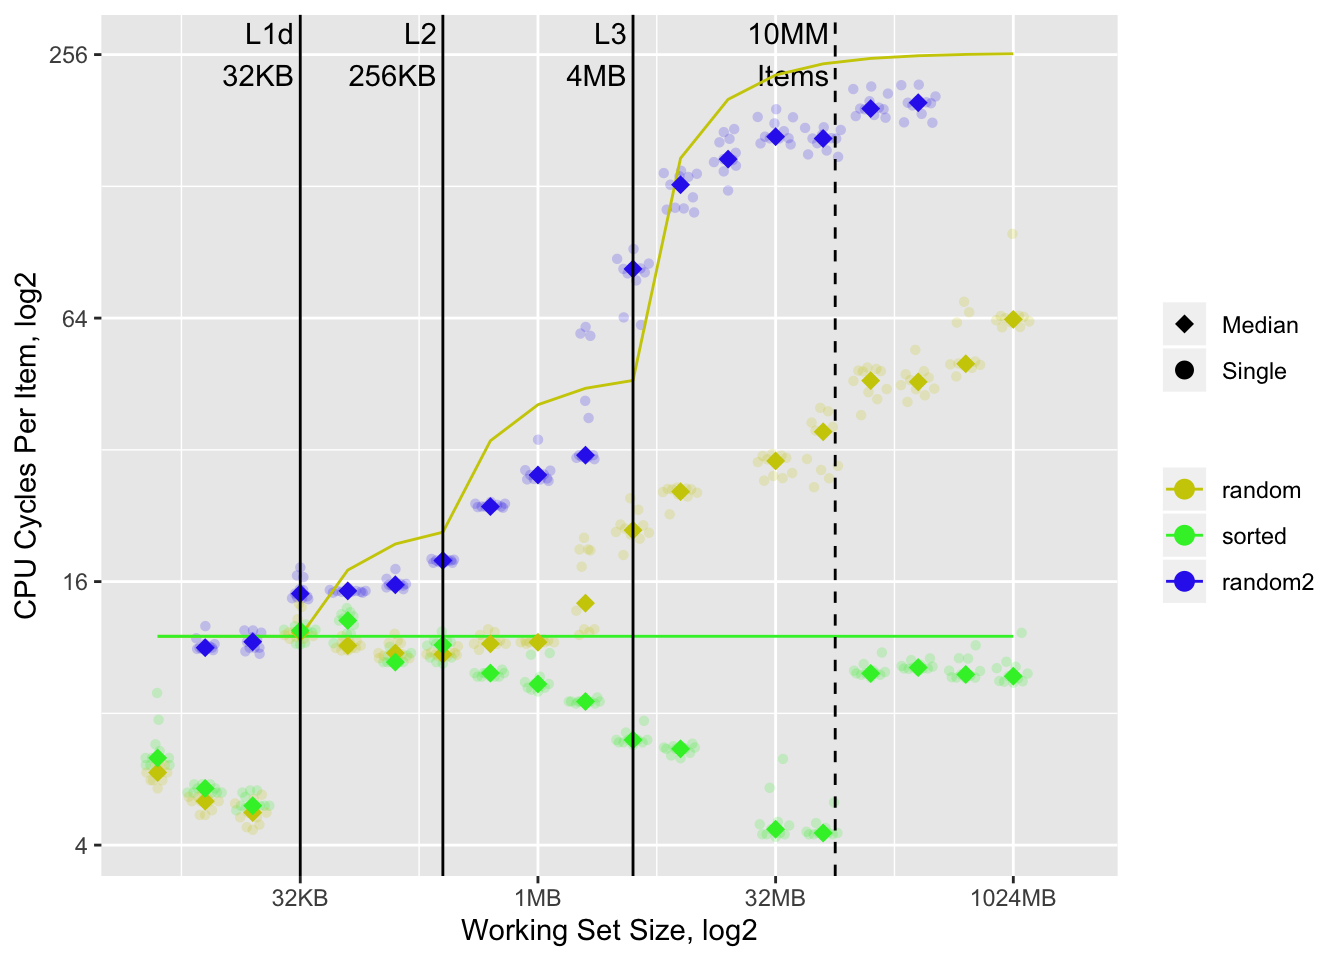 L1d
32KB
L2
256KB
L3
4MB
10MM
Items
256
64
16
4
CPU Cycles Per Item, log2
32KB
1MB
32MB
1024MB
Working Set Size, log2
Median
Single
random
sorted
random2